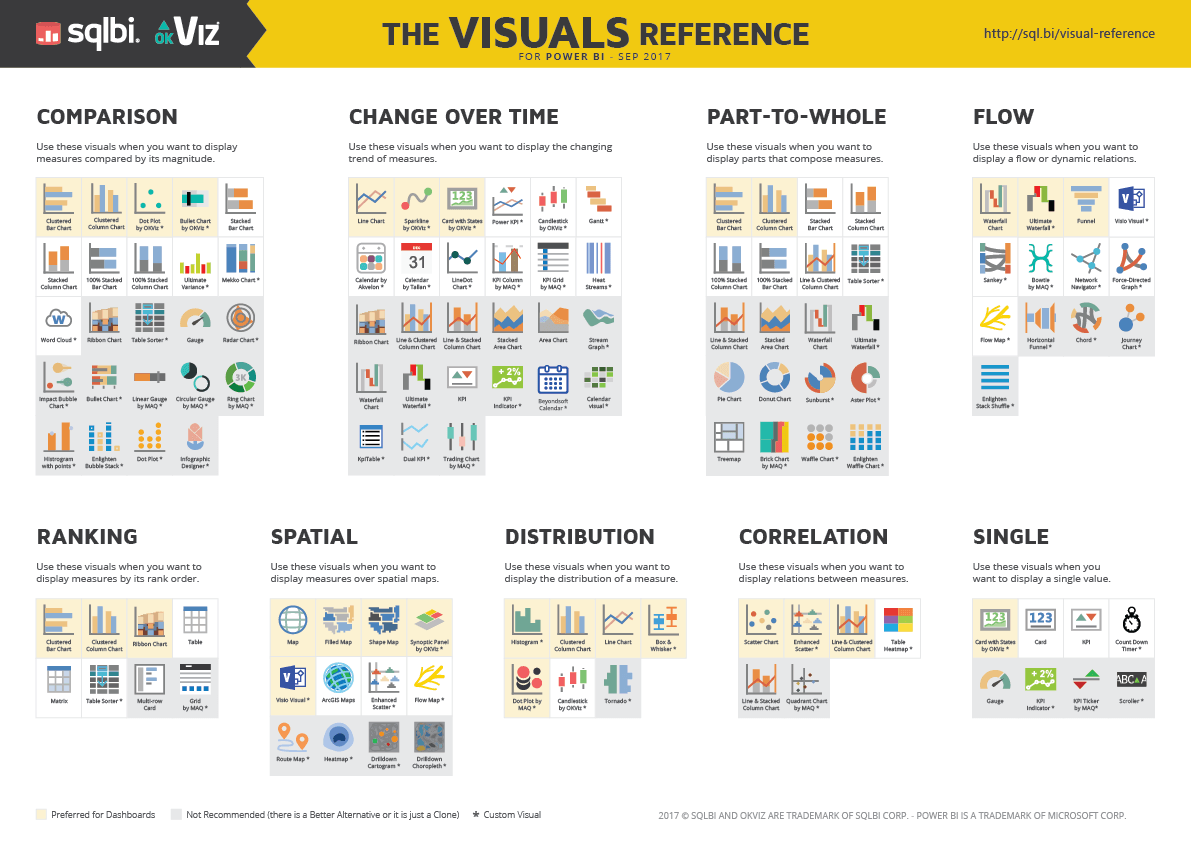 sqlbi.
OKVIZ
THE VISUALS REFERENCE
FOR POWER BI - SEP 2017
http://sql.bi/visual-reference
COMPARISON
Use these visuals when you want to display
measures compared by its magnitude.
Clustered
Bar Chart
Clustered
Column Chart
Dot Plot
by OKViz *
Bullet Chart
by OKViz *
Stacked
Bar Chart
Stacked
Column Chart
100% Stacked
Bar Chart
100% Stacked
Column Chart
Ultimate
Variance *
Mekko Chart *
W
Word Cloud *
Ribbon Chart
Table Sorter *
Gauge
Radar Chart *
Impact Bubble
Chart *
Bullet Chart *
Linear Gauge
by MAQ *
Circular Gauge
by MAQ *
3K
Ring Chart
by MAQ *
Histrogram
with points *
Enlighten
Bubble Stack *
Dot Plot *
Infographic
Designer *
CHANGE OVER TIME
Use these visuals when you want to display the changing
trend of measures.
Line Chart
Sparkline
by OKViz *
123
Card with States
by OKViz *
Power KPI *
Candlestick
by OKViz *
Gantt *
Calendar by
Akvelon *
31
Calendar
by Tallan *
LineDot
Chart *
KPI Column
by MAQ *
KPI Grid
by MAQ *
Heat
Streams *
Ribbon Chart
Line & Clustered
Column Chart
Line & Stacked
Column Chart
Stacked
Area Chart
Area Chart
Stream
Graph *
Waterfall
Chart
Ultimate
Waterfall *
KPI
+ 2%
KPI
Indicator *
Beyondsoft
Calendar *
Calendar
visual *
KpiTable *
Dual KPI *
Trading Chart
by MAQ *
PART-TO-WHOLE
Use these visuals when you want to
display parts that compose measures.
Clustered
Bar Chart
Clustered
Column Chart
Stacked
Bar Chart
Stacked
Column Chart
100% Stacked
Column Chart
100% Stacked
Bar Chart
Line & Clustered
Column Chart
Table Sorter *
Line & Stacked
Column Chart
Stacked
Area Chart
Waterfall
Chart
Ultimate
Waterfall *
Pie Chart
Donut Chart
Sunburst *
Aster Plot *
Treemap
Brick Chart
by MAQ *
Waffle Chart *
Enlighten
Waffle Chart *
FLOW
Use these visuals when you want to
display a flow or dynamic relations.
Waterfall
Chart
Ultimate
Waterfall *
Funnel
V
Visio Visual *
Sankey *
Bowtie
by MAQ *
Network
Navigator *
Force-Directed
Graph *
Flow Map *
Horizontal
Funnel *
Chord *
Journey
Chart *
Enlighten
Stack Shuffle *
RANKING
Use these visuals when you want to
display measures by its rank order.
Clustered
Bar Chart
Clustered
Column Chart
Ribbon Chart
Table
Matrix
Table Sorter *
Multi-row
Card
Grid
by MAQ *
SPATIAL
Use these visuals when you want to
display measures over spatial maps.
Map
Filled Map
Shape Map
Synoptic Panel
by OKViz *
V
Visio Visual *
ArcGIS Maps
Enhanced
Scatter *
Flow Map *
Route Map *
Heatmap *
Drilldown
Cartogram *
Drilldown
Choropleth *
DISTRIBUTION
Use these visuals when you want to
display the distribution of a measure.
Histogram *
Clustered
Column Chart
Line Chart
Box &
Whisker *
Dot Plot by
MAQ *
Candlestick
by OKViz *
Tornado *
CORRELATION
Use these visuals when you want to
display relations between measures.
Scatter Chart
Enhanced
Scatter *
Line & Clustered
Column Chart
Table
Heatmap *
Line & Stacked
Column Chart
Quadrant Chart
by MAQ *
SINGLE
Use these visuals when you
want to display a single value.
123
Card with States
by OKViz *
123
Card
KPI
Count Down
Timer *
Gauge
+ 2%
KPI
Indicator *
KPI Ticker
by MAQ*
ABC
Scroller *
Preferred for Dashboards
Not Recommended (there is a Better Alternative or it is just a Clone)
* Custom Visual
2017 © SQLBI AND OKVIZ ARE TRADEMARK OF SQLBI CORP. - POWER BI IS A TRADEMARK OF MICROSOFT CORP.